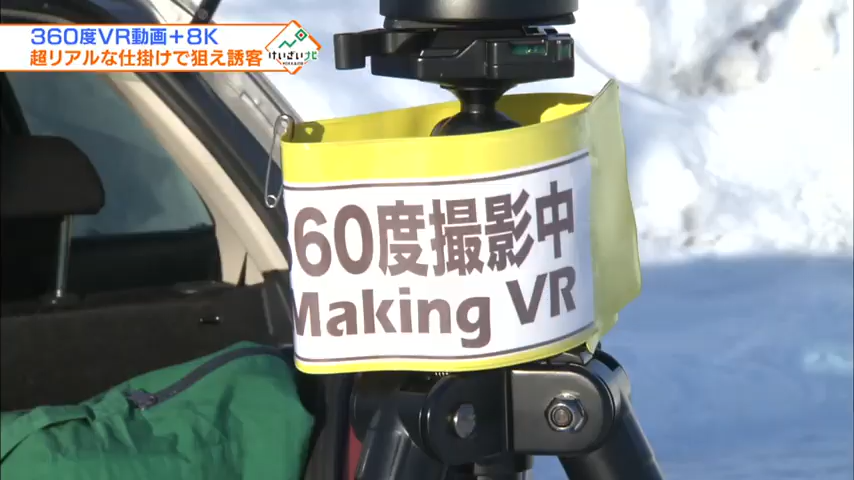 360度VR動画+8K
超リアルな仕掛けで狙え誘客
けいざいナビ
360度撮影中
Making VR